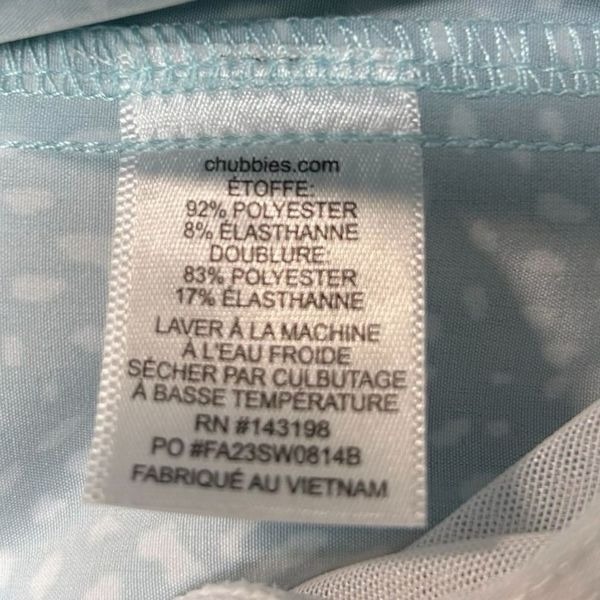 chubbies.com
ÉTOFFE:
92% POLYESTER
8% ÉLASTHANNE
DOUBLURE:
83% POLYESTER
17% ÉLASTHANNE
LAVER À LA MACHINE
À L'EAU FROIDE
SÉCHER PAR CULBUTAGE
À BASSE TEMPÉRATURE
RN #143198
PO #FA23SW0814B
FABRIQUÉ AU VIETNAM